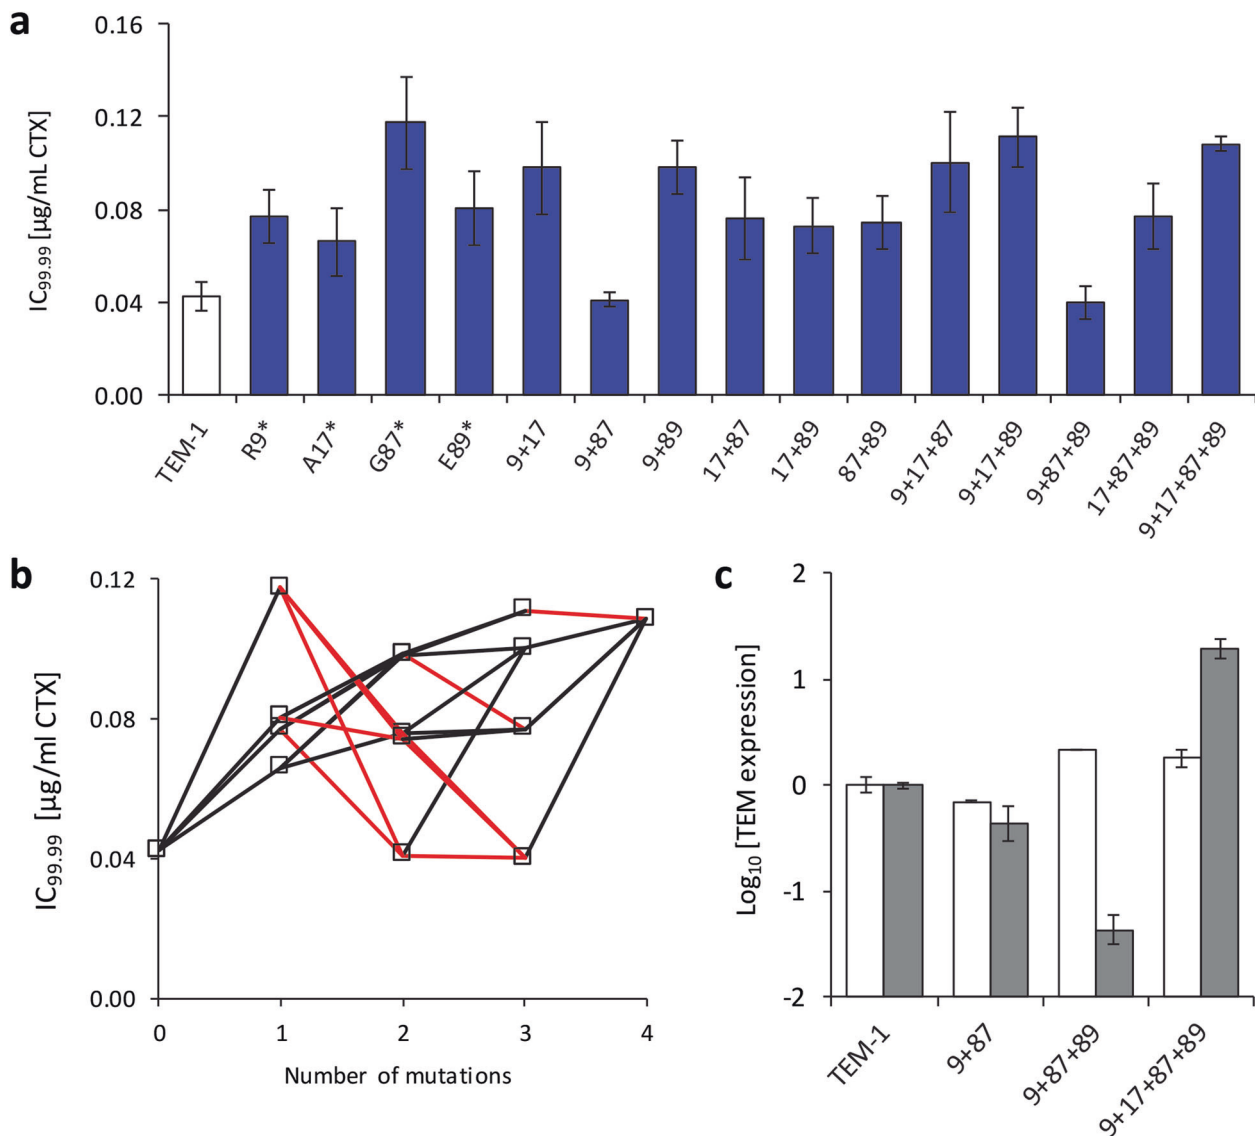 a
IC99.99 [µg/mL CTX]
0.16
0.12
0.08
0.04
0.00
TEM-1
R9*
A17*
G87*
E89*
9+17
9+87
9+89
17+87
17+89
87+89
9+17+87
9+17+89
9+87+89
17+87+89
9+17+87+89
b
IC99.99 [µg/ml CTX]
0.12
0.08
0.04
0.00
0 1 2 3 4
Number of mutations
c
Log10 [TEM expression]
2
1
0
-1
-2
TEM-1
9+87
9+87+89
9+17+87+89